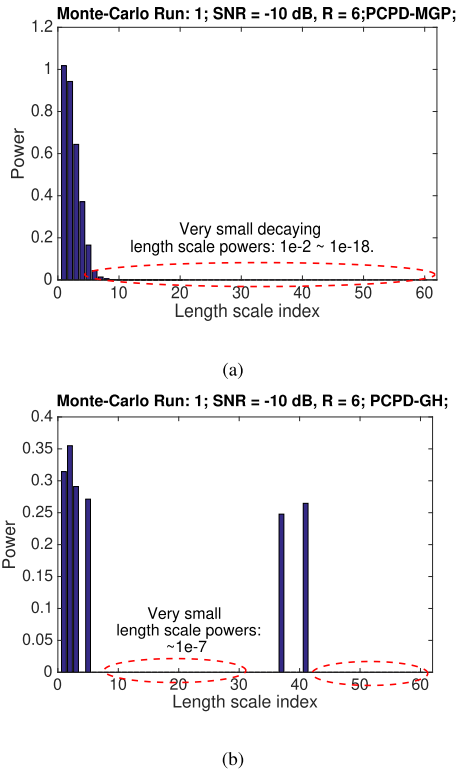 Monte-Carlo Run: 1; SNR = -10 dB, R = 6;PCPD-MGP;
1.2
1
0.8
0.6
0.4
0.2
0
Power
Very small decaying
length scale powers: 1e-2 ~ 1e-18.
0 10 20 30 40 50 60
Length scale index
(a)
Monte-Carlo Run: 1; SNR = -10 dB, R = 6; PCPD-GH;
0.4
0.35
0.3
0.25
0.2
0.15
0.1
0.05
0
Power
Very small
length scale powers:
~1e-7
0 10 20 30 40 50 60
Length scale index
(b)